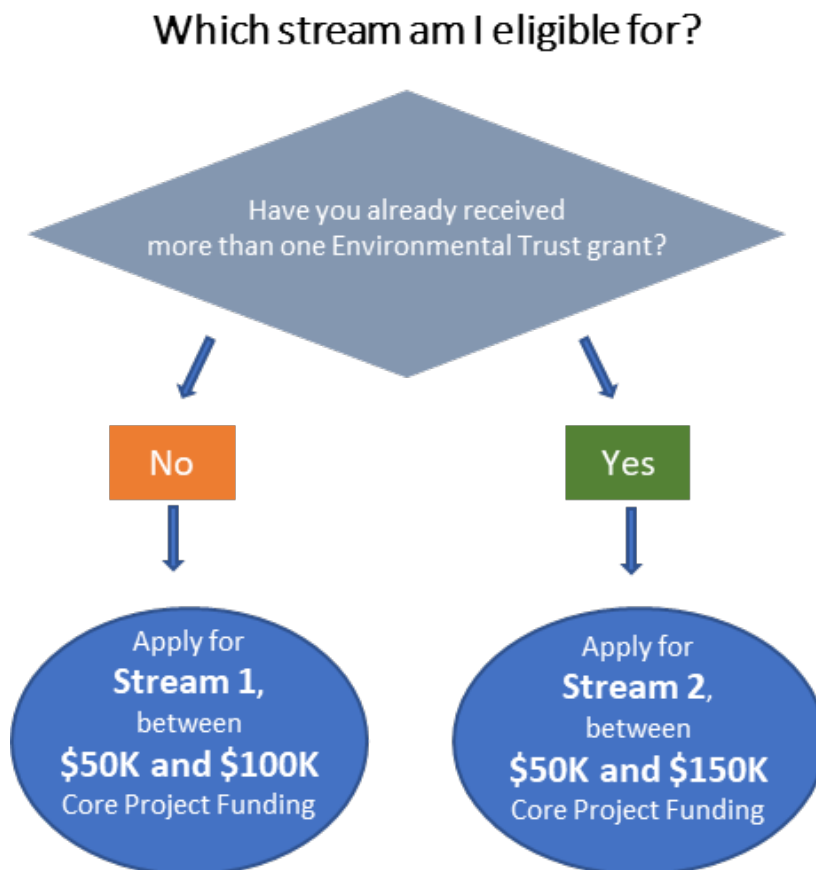 Which stream am I eligible for?
Have you already received
more than one Environmental Trust grant?
No
Yes
Apply for
Stream 1,
between
$50K and $100K
Core Project Funding
Apply for
Stream 2,
between
$50K and $150K
Core Project Funding